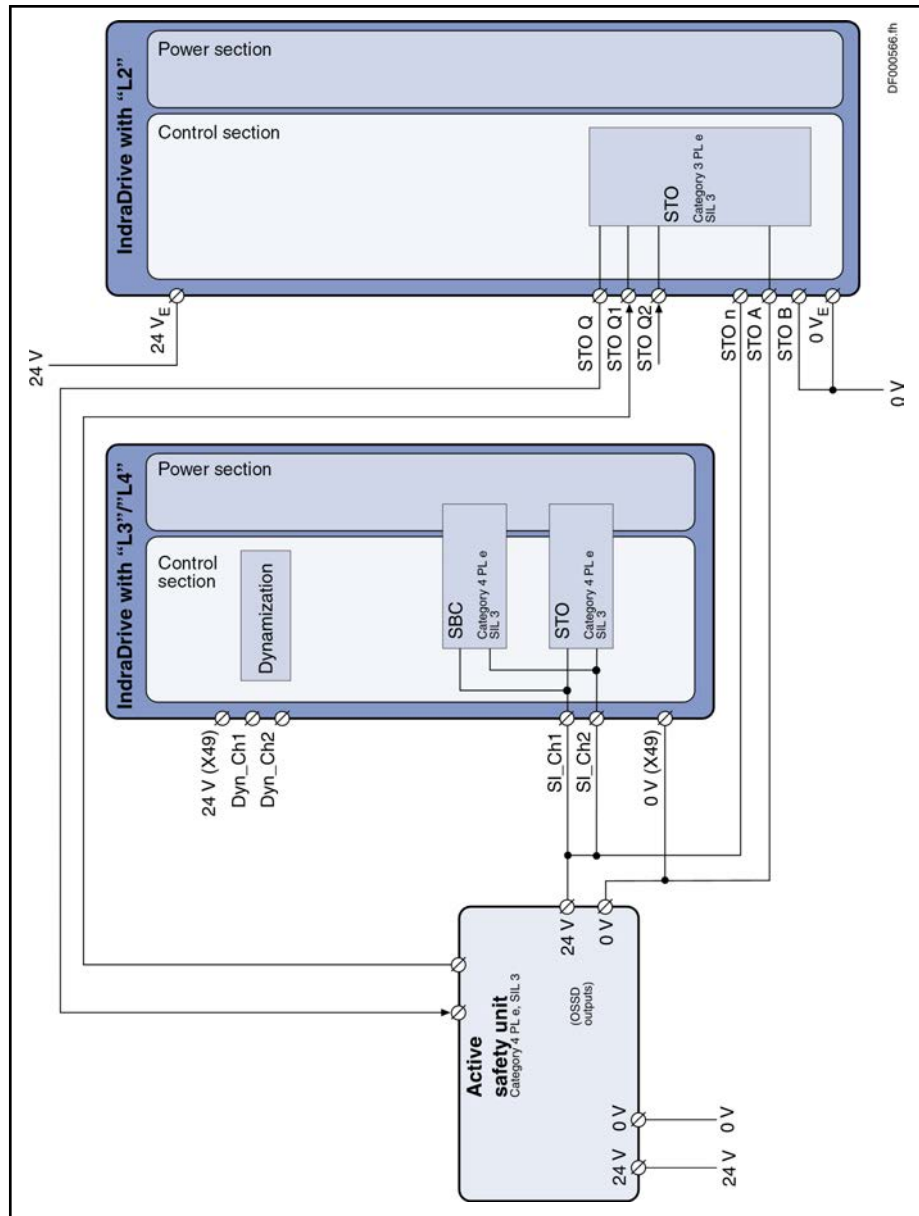 DF000566.fh
IndraDrive with "L2"
Power section
Control section
STO
Category 3 PL e
SIL 3
24 V
24 VE
STO Q
STO Q1
STO Q2
STO n
STO A
STO B
0 VE
0 V
IndraDrive with "L3"/"L4"
Power section
Control
section
Dynamization
SBC
Category 4 PL e
SIL 3
STO
Category 4 PL e
SIL 3
24 V (X49)
Dyn_Ch1
Dyn_Ch2
SI_Ch1
SI_Ch2
0 V (X49)
Active
safety unit
Category 4 PL e, SIL 3
24 V
0 V
(OSSD
outputs)
24 V
0 V
24 V
0 V